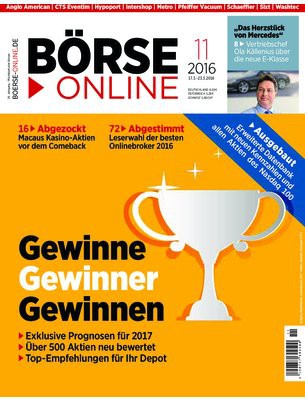 Anglo American | CTS Eventim | Hypoport | Intershop | Metro | Pfeiffer Vacuum | Schaeffler | Sixt | Washtec
BOERSE-ONLINE.DE
BÖRSE
ONLINE
11
2016
17.3.-23.3.2016
„Das Herzstück
von Mercedes“
8 Vertriebschef
Ola Källenius über
die neue E-Klasse
16 Abgezockt
Macaus Kasino-Aktien
vor dem Comeback
72 Abgestimmt
Leserwahl der besten
Onlinebroker 2016
Ausgebaut
Erweiterte Datenbank
mit neuen Kennzahlen und
allen Aktien des Nasdaq 100
Gewinne
Gewinner
Gewinnen
Exklusive Prognosen für 2017
Über 500 Aktien neu bewertet
Top-Empfehlungen für Ihr Depot